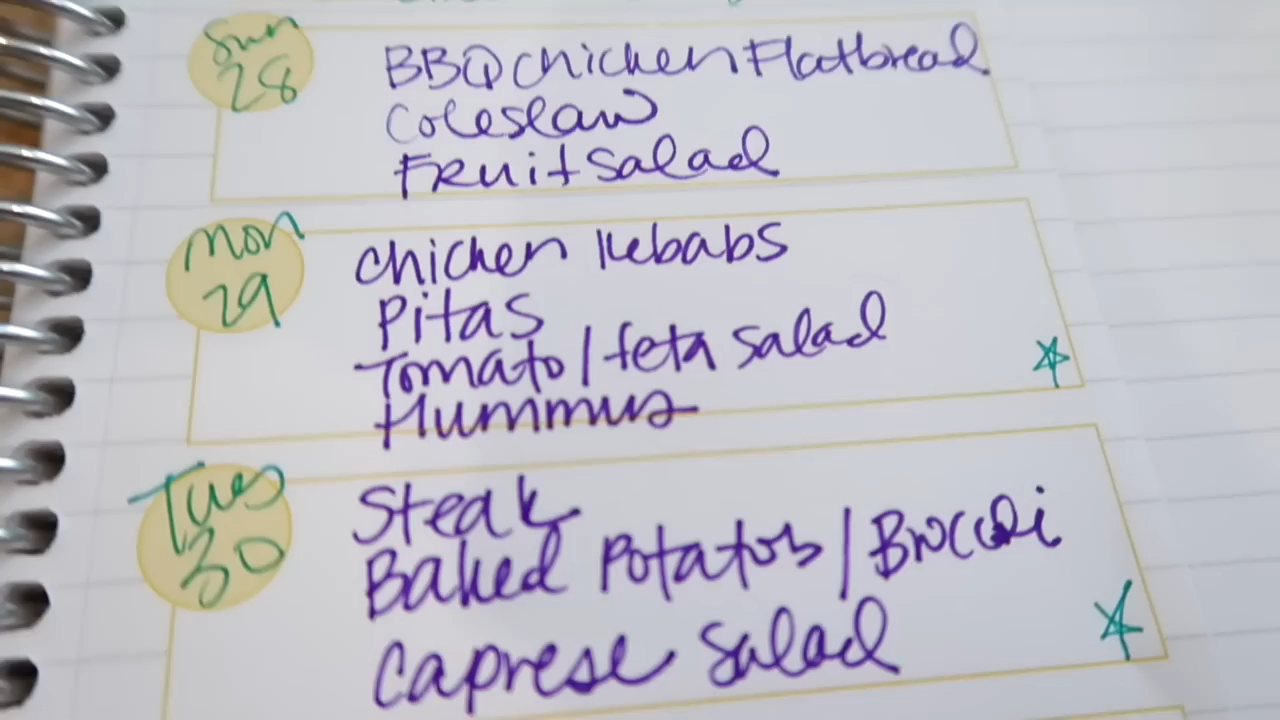 Sun
28
BBQ chicken Flatbread
Coleslaw
Fruit Salad
Mon
29
Chicken Kebabs
Pitas
Tomato / feta Salad
Hummus
Tues
30
Steak
Baked Potatos / Broccoli
Caprese Salad